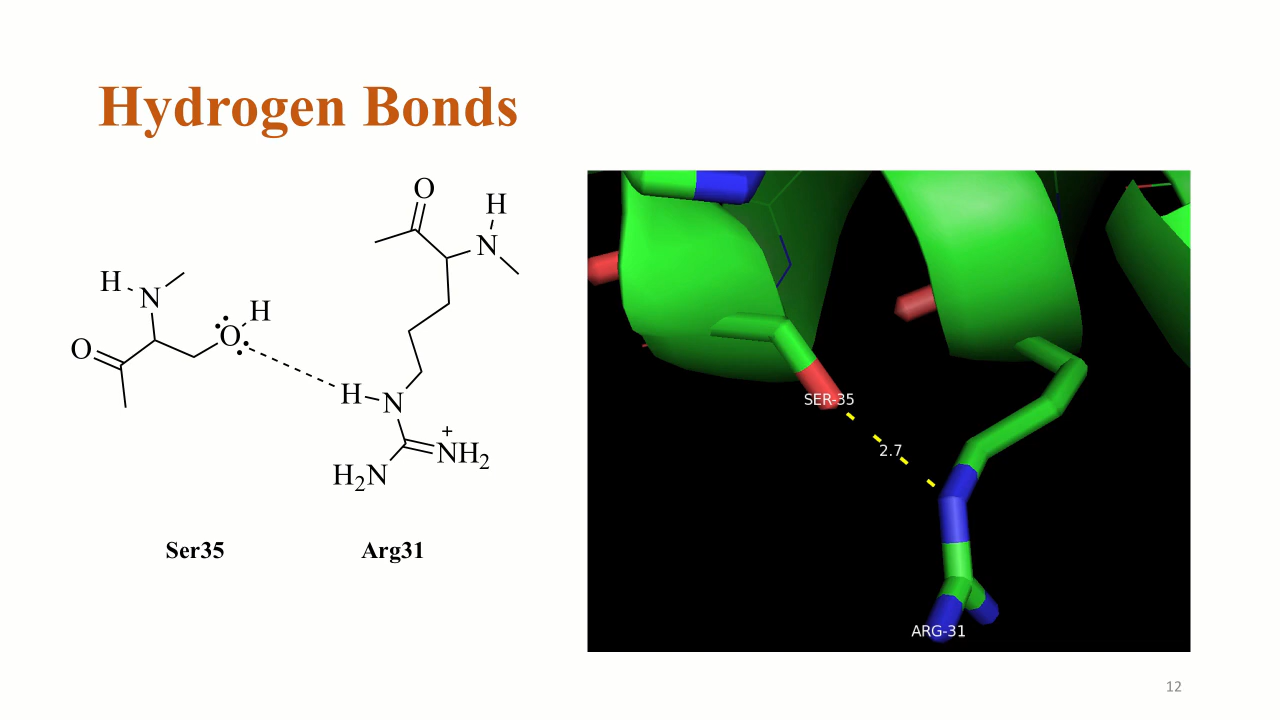 Hydrogen Bonds
O
H
N
H
N
O
H
O
H
N
+
NH2
H2N
Ser35
Arg31
SER-35
2.7
ARG-31
12